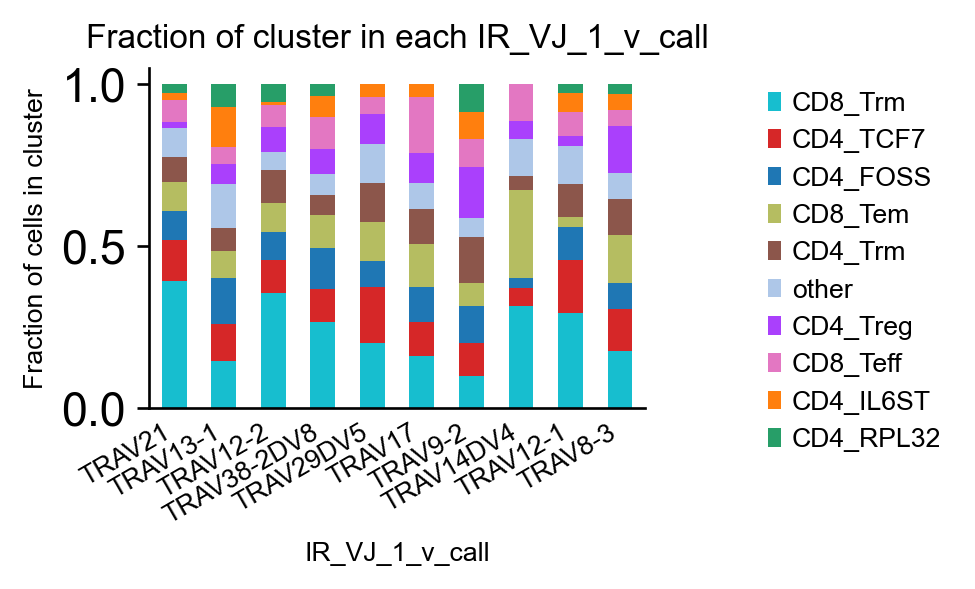 Fraction of cluster in each IR_VJ_1_v_call
Fraction of cells in cluster
1.0
0.5
0.0
TRAV21
TRAV13-1
TRAV12-2
TRAV38-2DV8
TRAV29DV5
TRAV17
TRAV9-2
TRAV14DV4
TRAV12-1
TRAV8-3
IR_VJ_1_v_call
CD8_Trm
CD4_TCF7
CD4_FOSS
CD8_Tem
CD4_Trm
other
CD4_Treg
CD8_Teff
CD4_IL6ST
CD4_RPL32